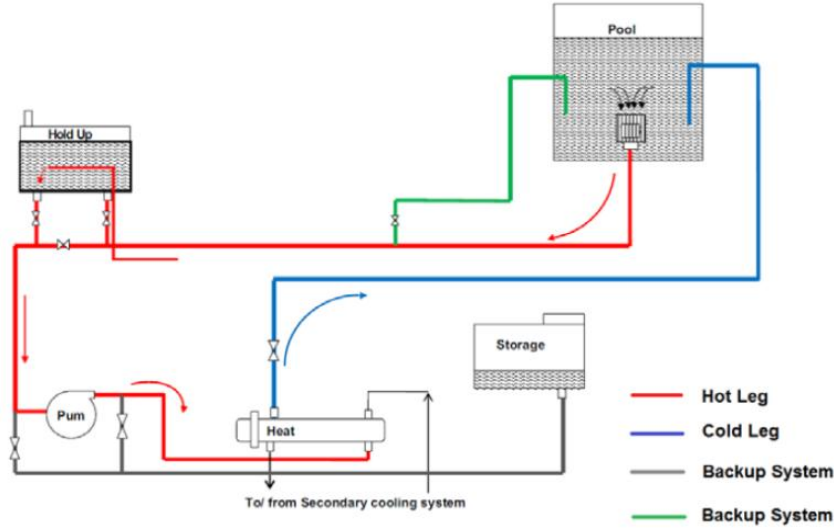 Pool
Hold Up
Storage
Pum
Heat
To/ from Secondary cooling system
Hot Leg
Cold Leg
Backup System
Backup System